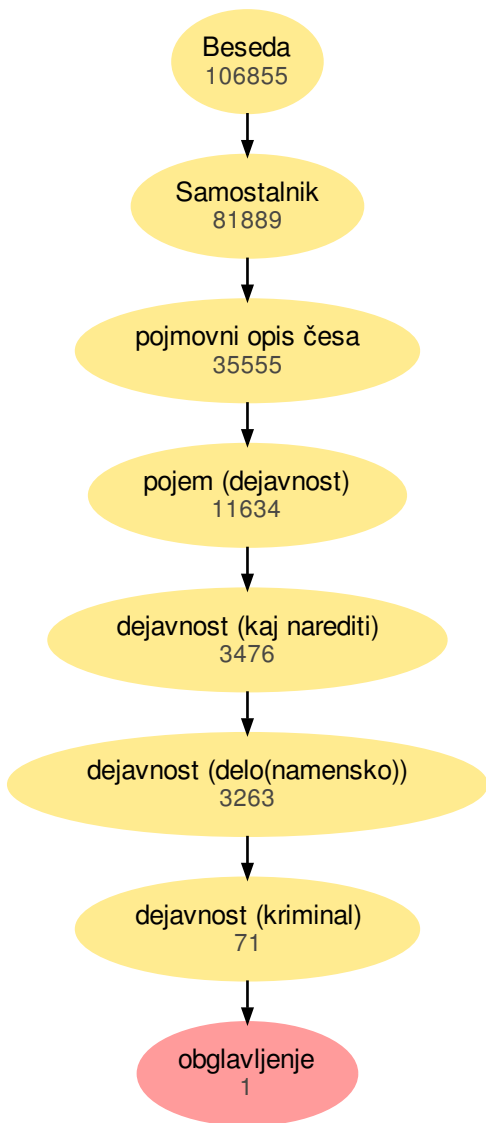 Beseda
106855
Samostalnik
81889
pojmovni opis česa
35555
pojem (dejavnost)
11634
dejavnost (kaj narediti)
3476
dejavnost (delo(namensko))
3263
dejavnost (kriminal)
71
obglavljenje
1